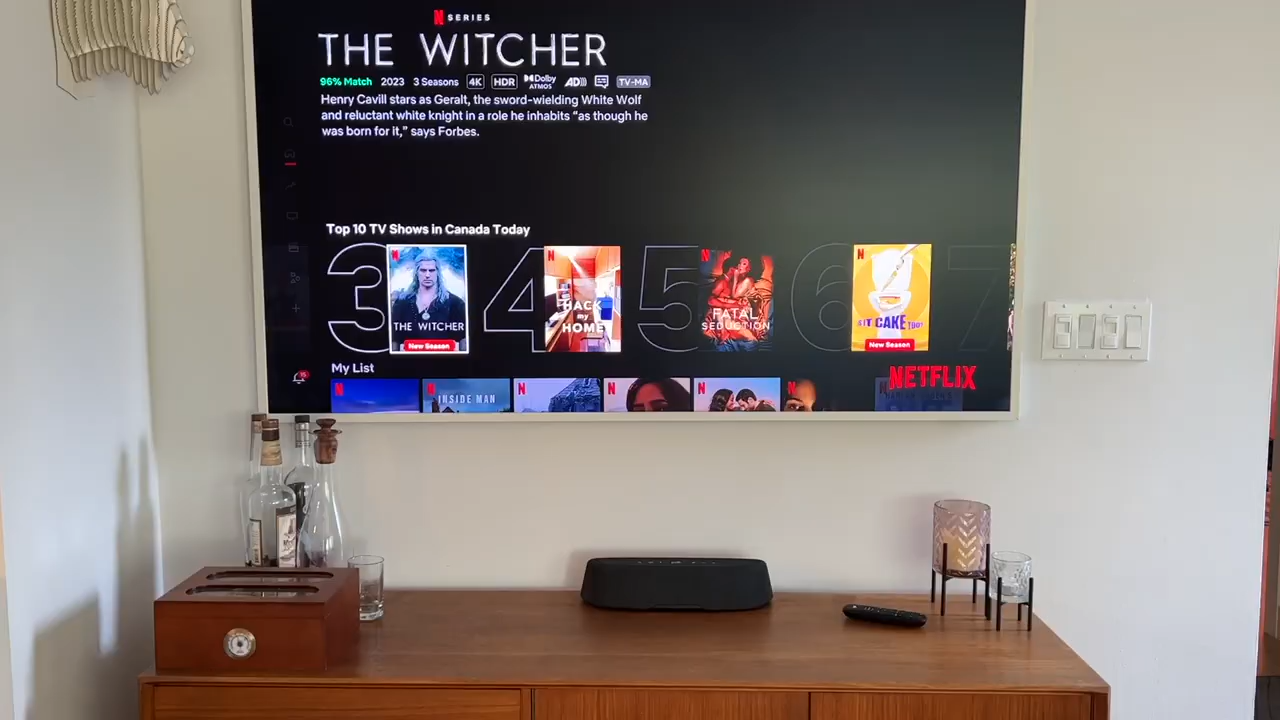 N SERIES
THE WITCHER
96% Match 2023 3 Seasons 4K HDR Dolby ATMOS AD TV-MA
Henry Cavill stars as Geralt, the sword-wielding White Wolf
and reluctant white knight in a role he inhabits “as though he
was born for it,” says Forbes.
Top 10 TV Shows in Canada Today
3
N
THE WITCHER
New Season
4
N
HACK
my
HOME
5
N
FATAL
SEDUCTION
6
N
CAKE
New Season
7
My List
N
N
INSIDE MAN
N
N
N
N
NETFLIX